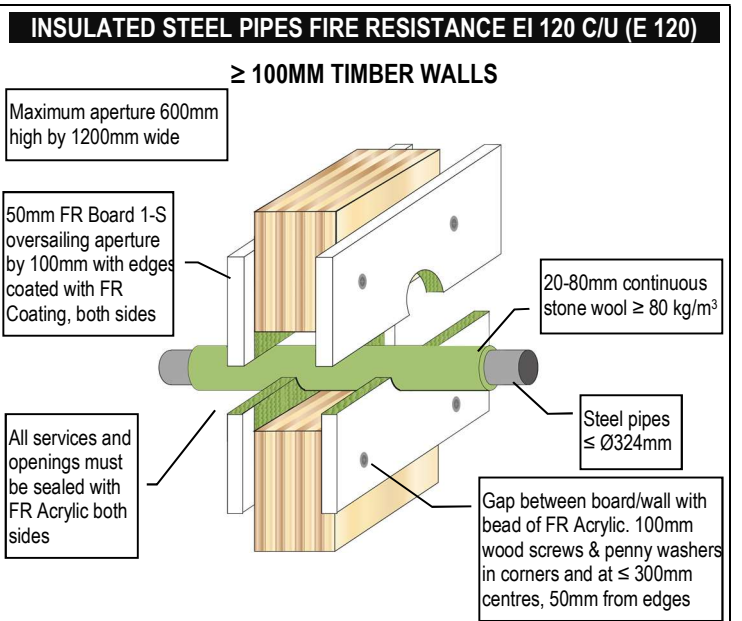 INSULATED STEEL PIPES FIRE RESISTANCE EI 120 C/U (E 120)
≥ 100MM TIMBER WALLS
Maximum aperture 600mm
high by 1200mm wide
50mm FR Board 1-S
oversailing aperture
by 100mm with edges
coated with FR
Coating, both sides
20-80mm continuous
stone wool ≥ 80 kg/m³
Steel pipes
≤ Ø324mm
All services and
openings must
be sealed with
FR Acrylic both
sides
Gap between board/wall with
bead of FR Acrylic. 100mm
wood screws & penny washers
in corners and at ≤ 300mm
centres, 50mm from edges